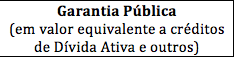 Garantia Pública
(em valor equivalente a créditos
de Dívida Ativa e outros)